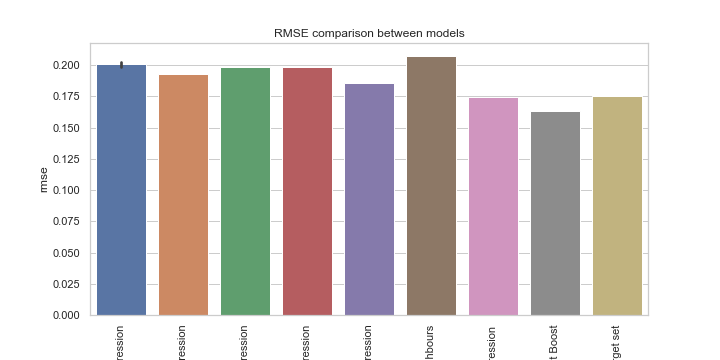 RMSE comparison between models
rmse
0.200
0.175
0.150
0.125
0.100
0.075
0.050
0.025
0.000
ression
ression
ression
ression
ression
hbours
ression
t Boost
rget set